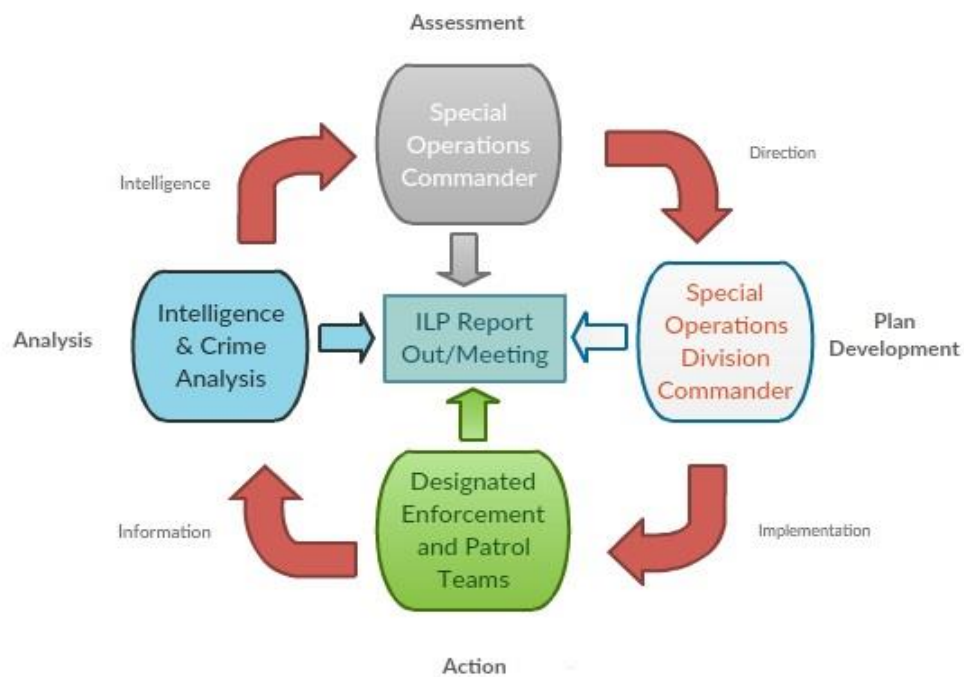 Assessment
Special
Operations
Commander
Intelligence
Direction
Analysis
Intelligence
& Crime
Analysis
ILP Report
Out/Meeting
Special
Operations
Division
Commander
Plan
Development
Designated
Enforcement
and Patrol
Teams
Information
Implementation
Action